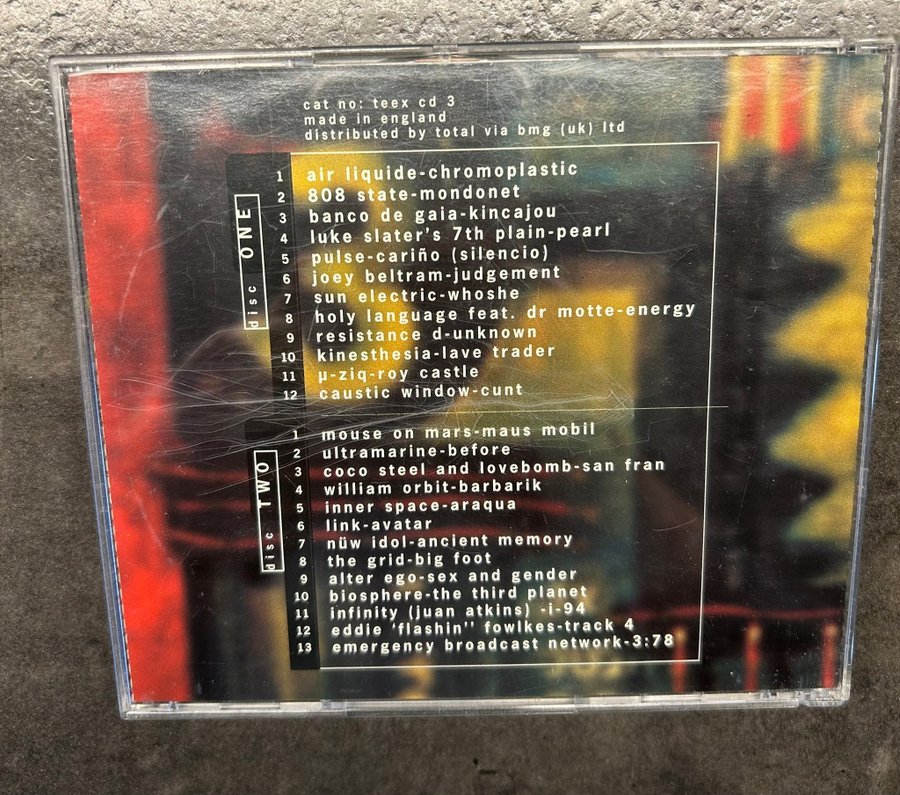 cat no: teex cd 3
made in england
distributed by total via bmg (uk) ltd
disc ONE
1 air liquide-chromoplastic
2 808 state-mondonet
3 banco de gaia-kincajou
4 luke slater's 7th plain-pearl
5 pulse-cariño (silencio)
6 joey beltram-judgement
7 sun electric-whoshe
8 holy language feat. dr motte-energy
9 resistance d-unknown
10 kinesthesia-lave trader
11 µ-ziq-roy castle
12 caustic window-cunt
disc TWO
1 mouse on mars-maus mobil
2 ultramarine-before
3 coco steel and lovebomb-san fran
4 william orbit-barbarik
5 inner space-araqua
6 link-avatar
7 nüw idol-ancient memory
8 the grid-big foot
9 alter ego-sex and gender
10 biosphere-the third planet
11 infinity (juan atkins) -i-94
12 eddie 'flashin'' fowlkes-track 4
13 emergency broadcast network-3:78